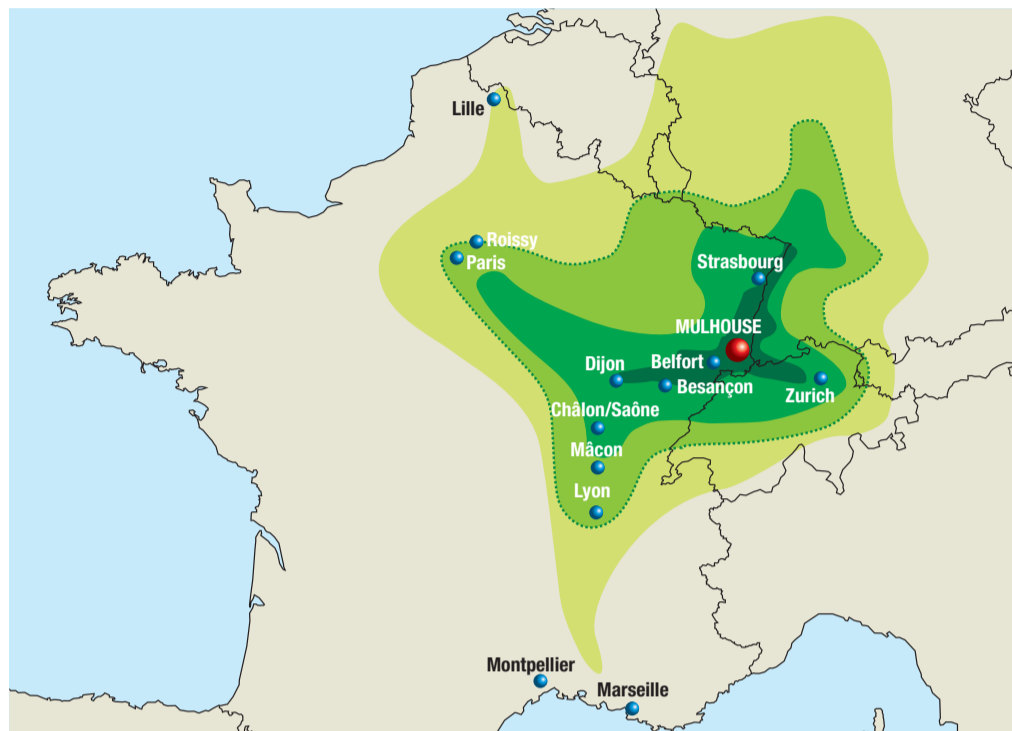 Lille
Roissy
Paris
Strasbourg
MULHOUSE
Belfort
Dijon
Besançon
Zurich
Châlon/Saône
Mâcon
Lyon
Montpellier
Marseille